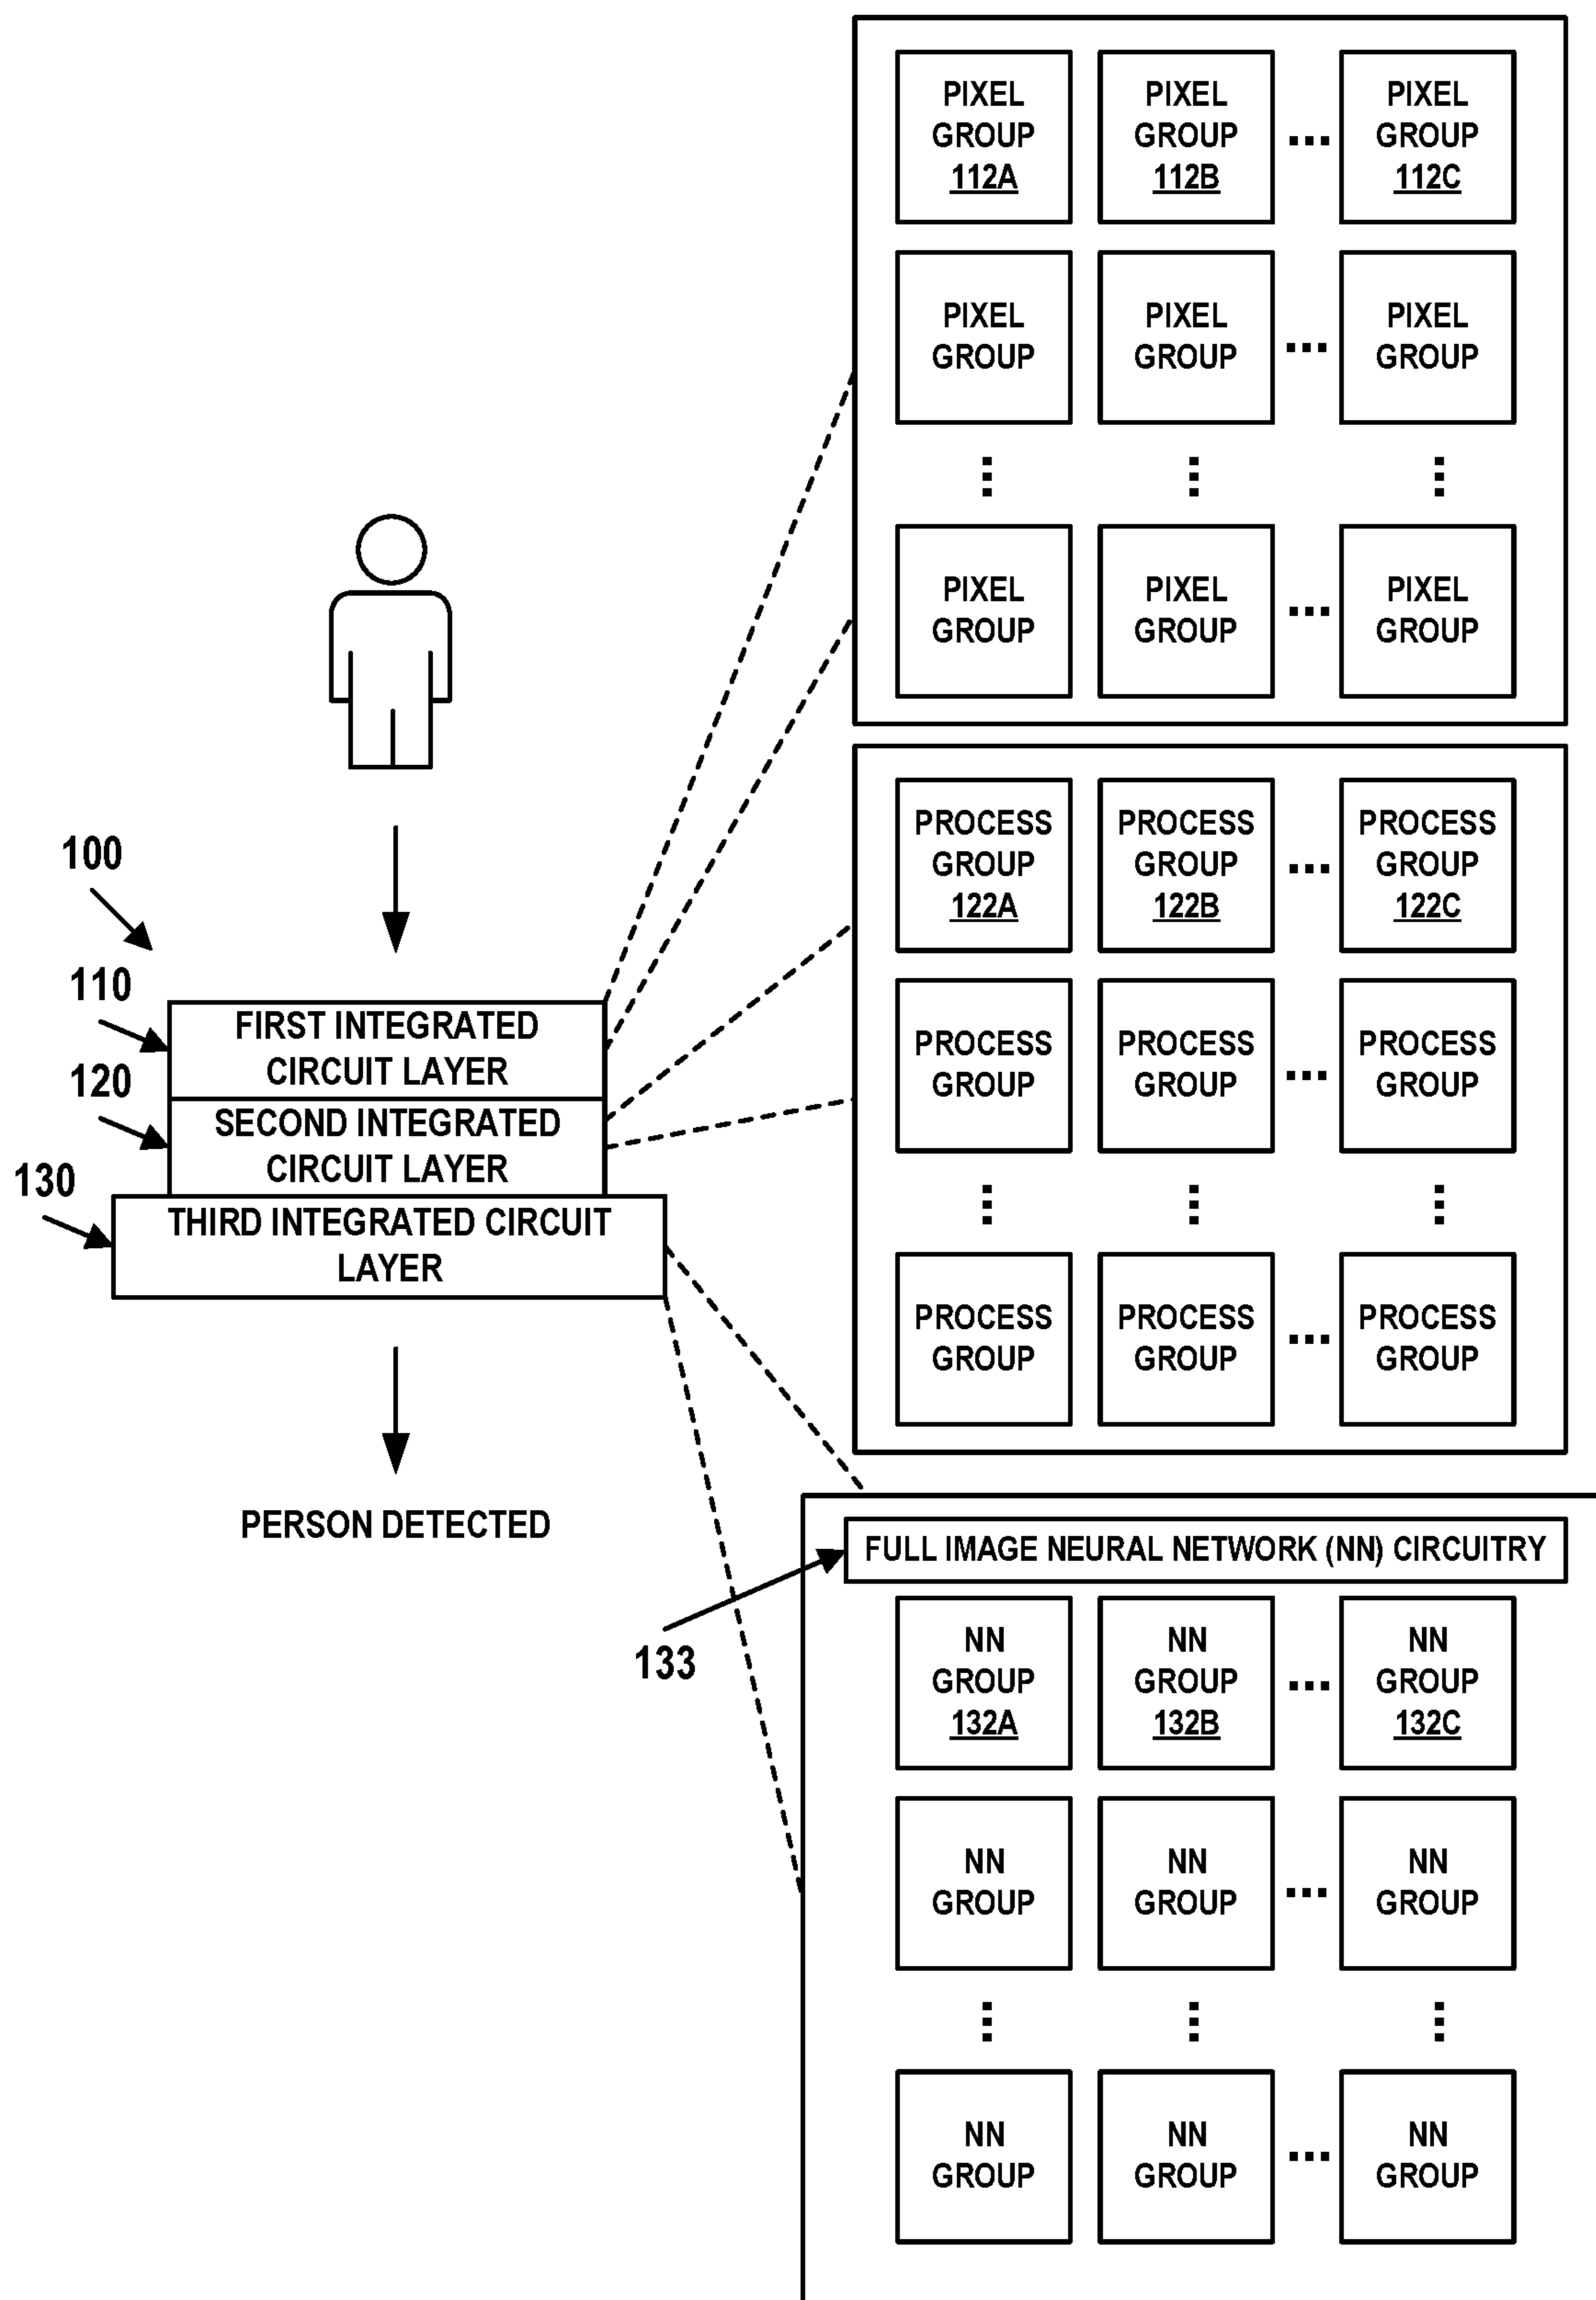 PIXEL
GROUP
112A
PIXEL
GROUP
112B
...
PIXEL
GROUP
112C
PIXEL
GROUP
PIXEL
GROUP
...
PIXEL
GROUP
PIXEL
GROUP
PIXEL
GROUP
...
PIXEL
GROUP
100
110
FIRST INTEGRATED
CIRCUIT LAYER
120
SECOND INTEGRATED
CIRCUIT LAYER
130
THIRD INTEGRATED CIRCUIT
LAYER
PERSON DETECTED
PROCESS
GROUP
122A
PROCESS
GROUP
122B
...
PROCESS
GROUP
122C
PROCESS
GROUP
PROCESS
GROUP
...
PROCESS
GROUP
PROCESS
GROUP
PROCESS
GROUP
...
PROCESS
GROUP
FULL IMAGE NEURAL NETWORK (NN) CIRCUITRY
133
NN
GROUP
132A
NN
GROUP
132B
...
NN
GROUP
132C
NN
GROUP
NN
GROUP
...
NN
GROUP
NN
GROUP
NN
GROUP
...
NN
GROUP